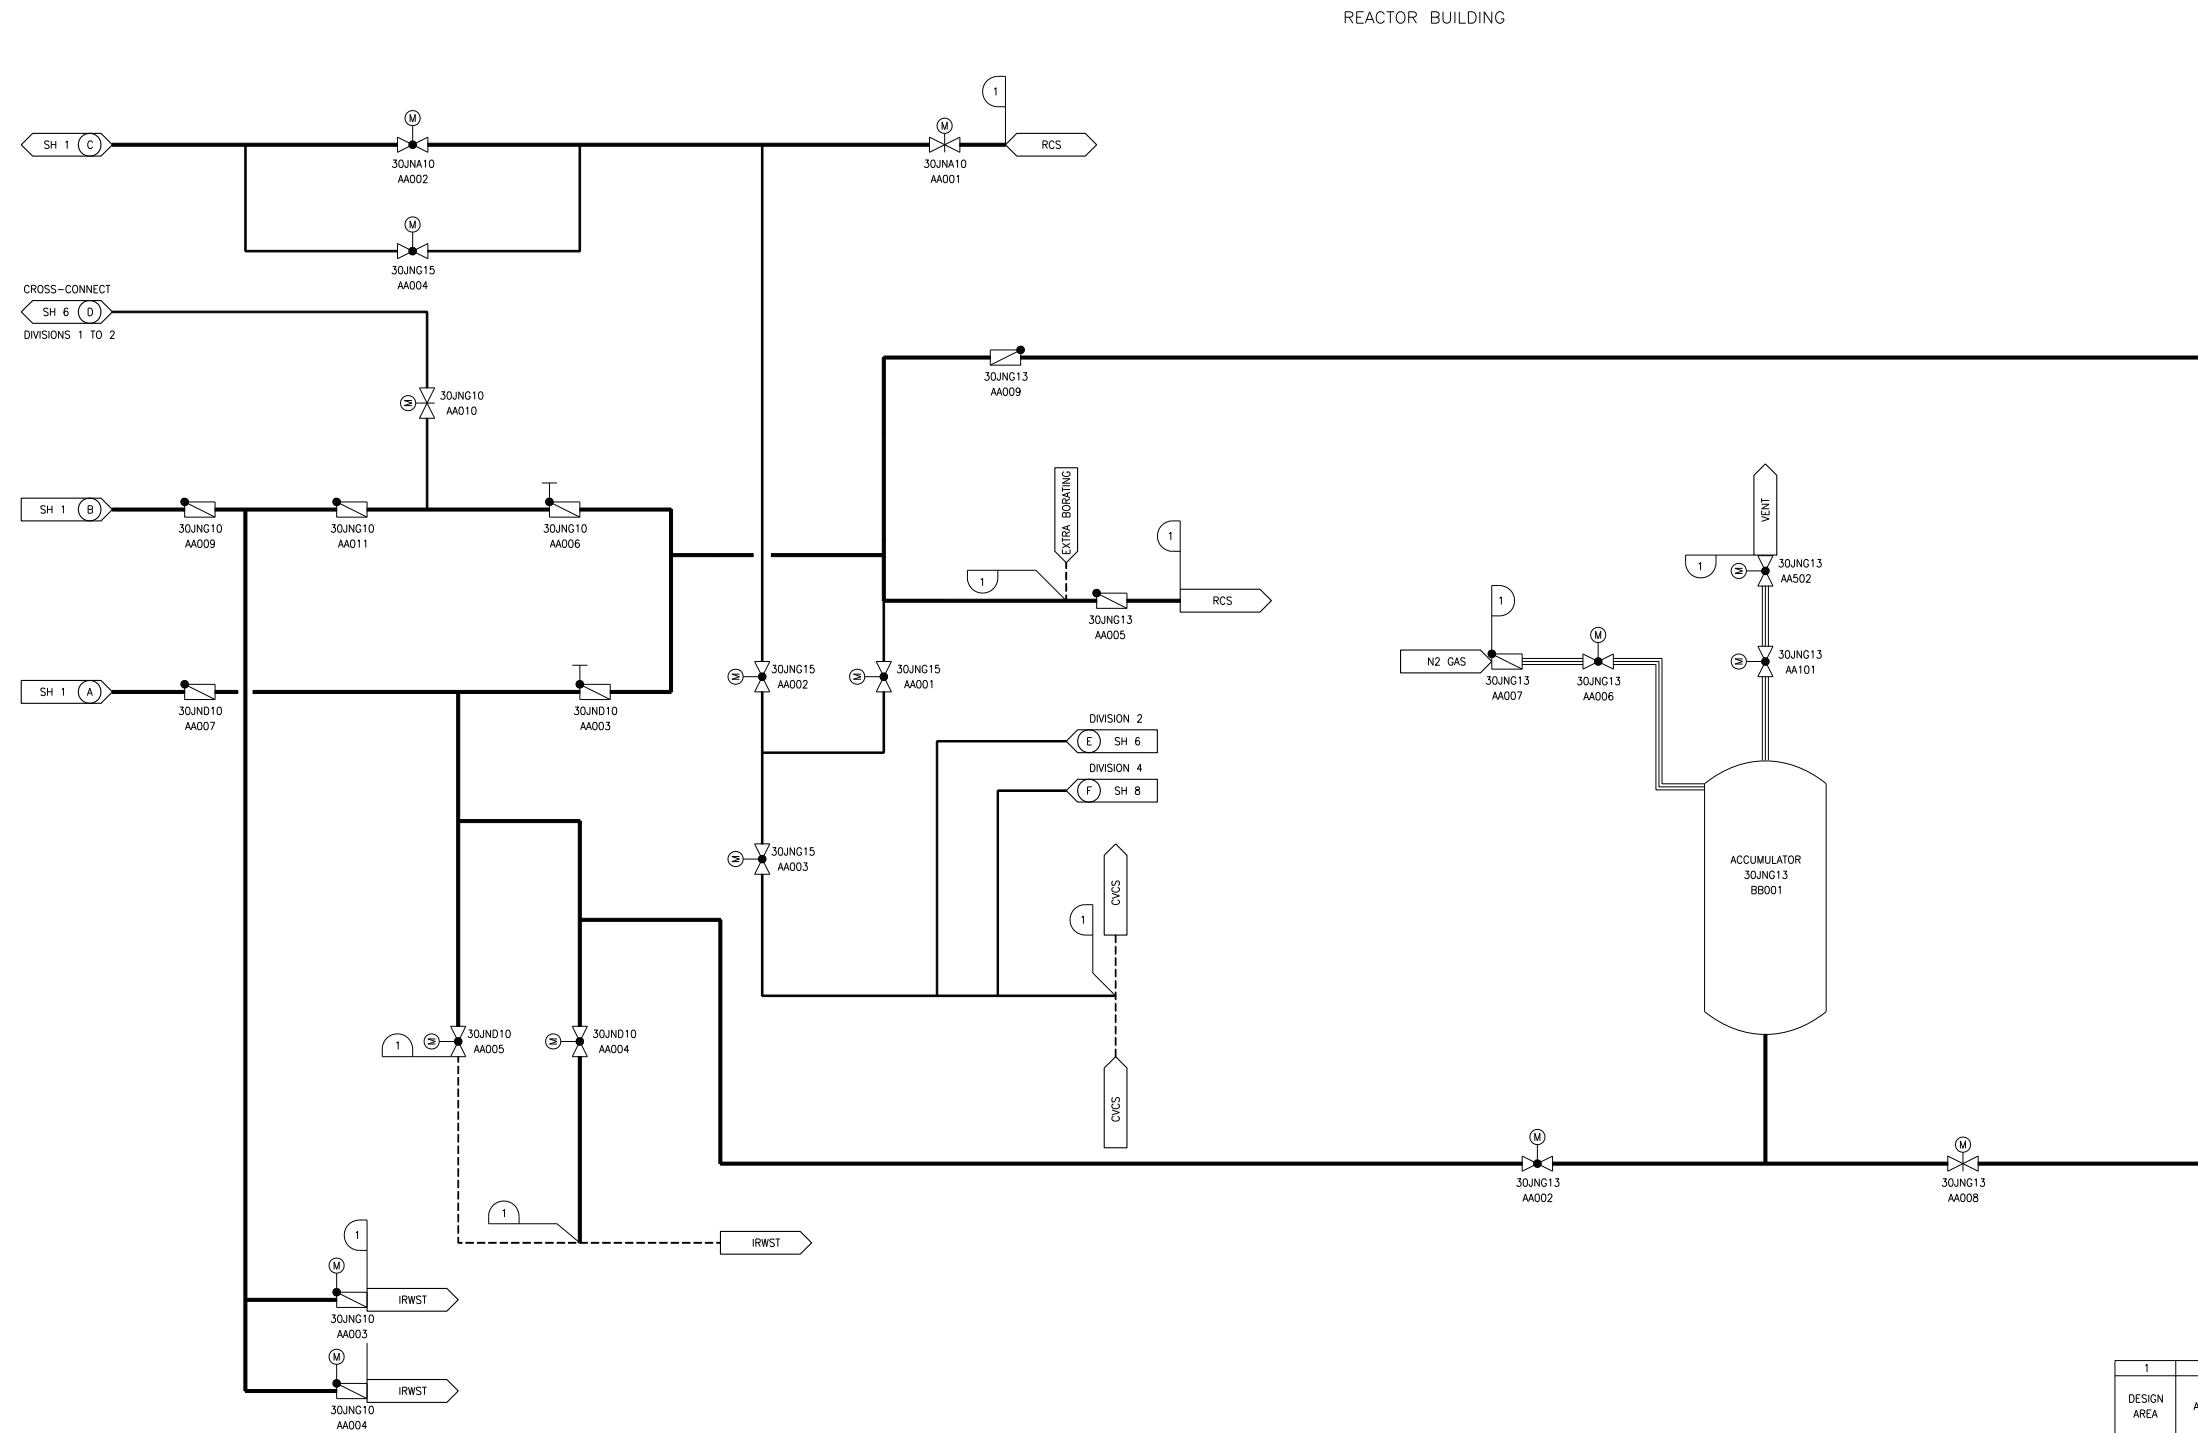 REACTOR BUILDING
1
M
M
SH 1 C
RCS
30JNA10
AA002
30JNA10
AA001
M
30JNG15
AA004
CROSS-CONNECT
SH 6 D
DIVISIONS 1 TO 2
30JNG13
AA009
M
30JNG10
AA010
SH 1 B
30JNG10
AA009
30JNG10
AA011
30JNG10
AA006
EXTRA BORATING
1
1
30JNG13
AA005
RCS
VENT
1
M
30JNG13
AA502
1
M
N2 GAS
30JNG13
AA007
30JNG13
AA006
M
30JNG13
AA101
SH 1 A
30JND10
AA007
30JND10
AA003
M
30JNG15
AA002
M
30JNG15
AA001
DIVISION 2
E SH 6
DIVISION 4
F SH 8
M
30JNG15
AA003
ACCUMULATOR
30JNG13
BB001
CVCS
1
1
M
30JND10
AA005
M
30JND10
AA004
CVCS
M
30JNG13
AA002
M
30JNG13
AA008
1
IRWST
1
M
IRWST
30JNG10
AA003
M
IRWST
30JNG10
AA004
1
DESIGN
AREA